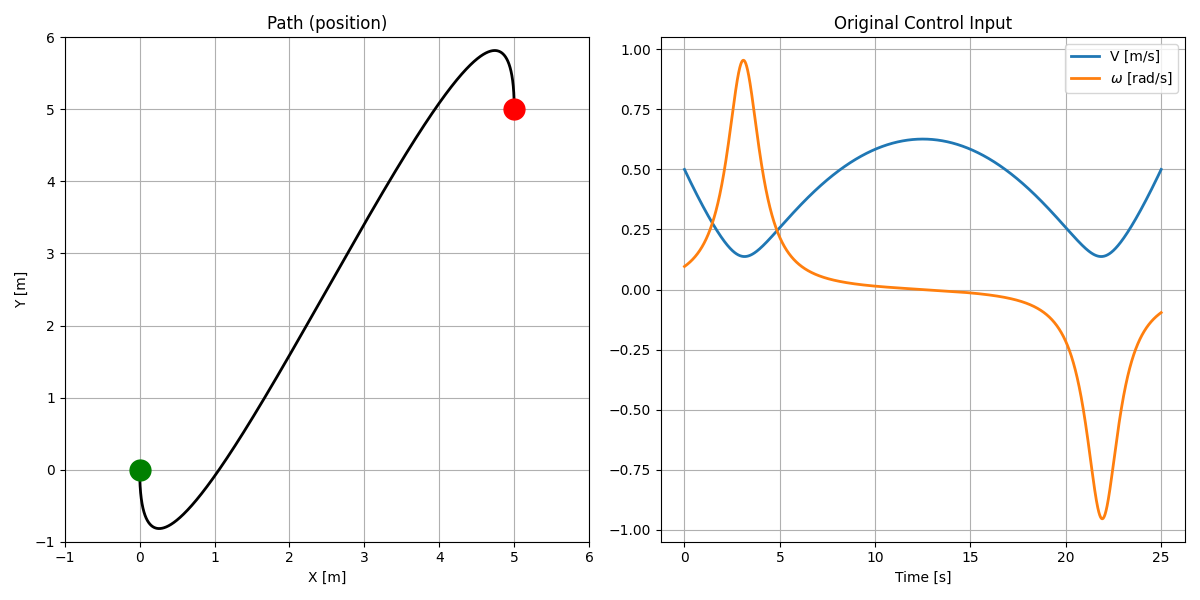 Path (position)
Y [m]
6
5
4
3
2
1
0
−1
−1 0 1 2 3 4 5 6
X [m]
Original Control Input
V [m/s]
ω [rad/s]
1.00
0.75
0.50
0.25
0.00
−0.25
−0.50
−0.75
−1.00
0 5 10 15 20 25
Time [s]